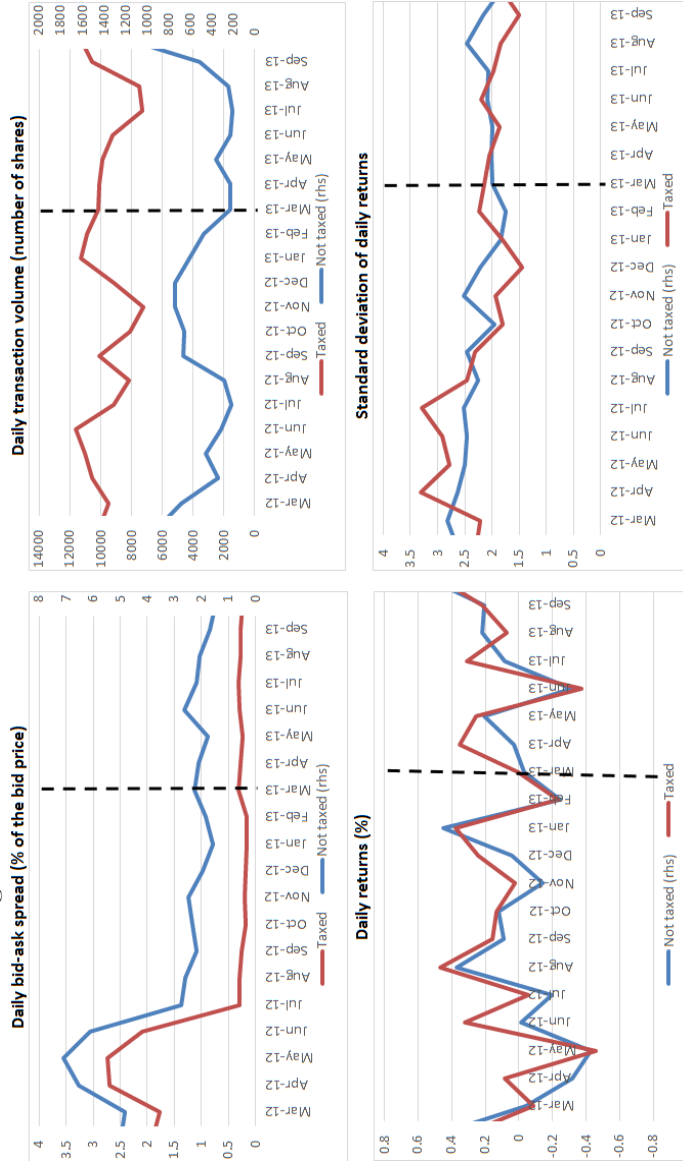 Daily bid-ask spread (% of the bid price)
4
3.5
3
2.5
2
1.5
1
0.5
0
8
7
6
5
4
3
2
1
0
Mar-12
Apr-12
May-12
Jun-12
Jul-12
Aug-12
Sep-12
Oct-12
Nov-12
Dec-12
Jan-13
Feb-13
Mar-13
Apr-13
May-13
Jun-13
Jul-13
Aug-13
Sep-13
Taxed
Not taxed (rhs)
Daily transaction volume (number of shares)
14000
12000
10000
8000
6000
4000
2000
0
2000
1800
1600
1400
1200
1000
800
600
400
200
0
Mar-12
Apr-12
May-12
Jun-12
Jul-12
Aug-12
Sep-12
Oct-12
Nov-12
Dec-12
Jan-13
Feb-13
Mar-13
Apr-13
May-13
Jun-13
Jul-13
Aug-13
Sep-13
Taxed
Not taxed (rhs)
Daily returns (%)
0.8
0.6
0.4
0.2
0
-0.2
-0.4
-0.6
-0.8
Mar-12
Apr-12
May-12
Jun-12
Jul-12
Aug-12
Sep-12
Oct-12
Nov-12
Dec-12
Jan-13
Feb-13
Mar-13
Apr-13
May-13
Jun-13
Jul-13
Aug-13
Sep-13
Not taxed (rhs)
Taxed
Standard deviation of daily returns
4
3.5
3
2.5
2
1.5
1
0.5
0
Mar-12
Apr-12
May-12
Jun-12
Jul-12
Aug-12
Sep-12
Oct-12
Nov-12
Dec-12
Jan-13
Feb-13
Mar-13
Apr-13
May-13
Jun-13
Jul-13
Aug-13
Sep-13
Not taxed (rhs)
Taxed